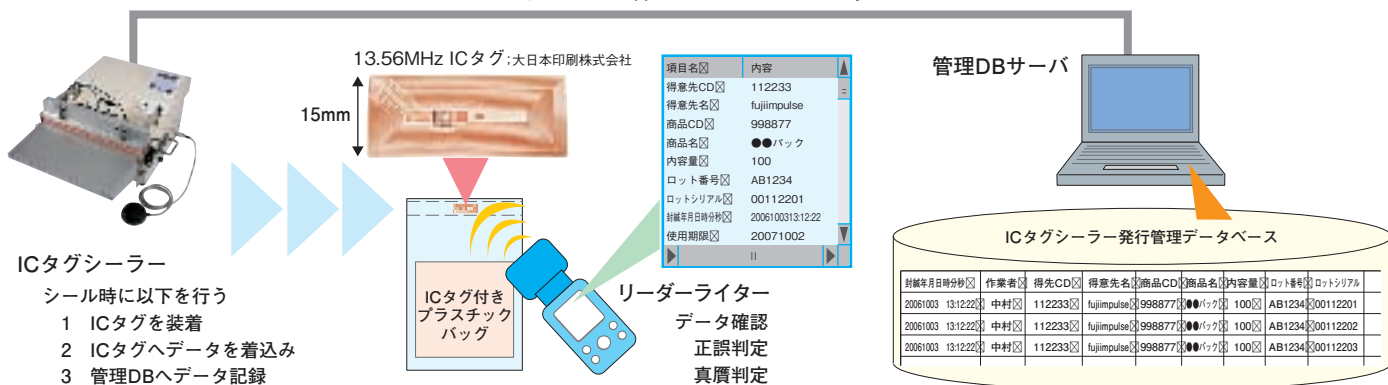 13.56MHz ICタグ;大日本印刷株式会社
15mm
ICタグシーラー
シール時に以下を行う
1 ICタグを装着
2 ICタグへデータを着込み
3 管理DBへデータ記録
ICタグ付き
プラスチック
バッグ
項目名 内容
得意先CD 112233
得意先名 fujiimpulse
商品CD 998877
商品名 ●●パック
内容量 100
ロット番号 AB1234
ロットシリアル 00112201
封緘年月日時分秒 2006100313:12:22
使用期限 20071002
リーダーライター
データ確認
正誤判定
真贋判定
管理DBサーバ
ICタグシーラー発行管理データベース
封緘年月日時分秒 作業者 得先CD 得意先名 商品CD 商品名 内容量 ロット番号 ロットシリアル
20061003 13:12:22 中村 112233 fujiimpulse 998877 ●●パック 100 AB1234 00112201
20061003 13:12:22 中村 112233 fujiimpulse 998877 ●●パック 100 AB1234 00112202
20061003 13:12:22 中村 112233 fujiimpulse 998877 ●●パック 100 AB1234 00112203